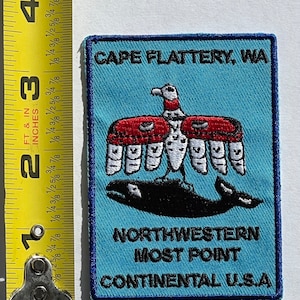 CAPE FLATTERY, WA
NORTHWESTERN
MOST POINT
CONTINENTAL U.S.A
4
3
FT & IN
INCHES
2
1